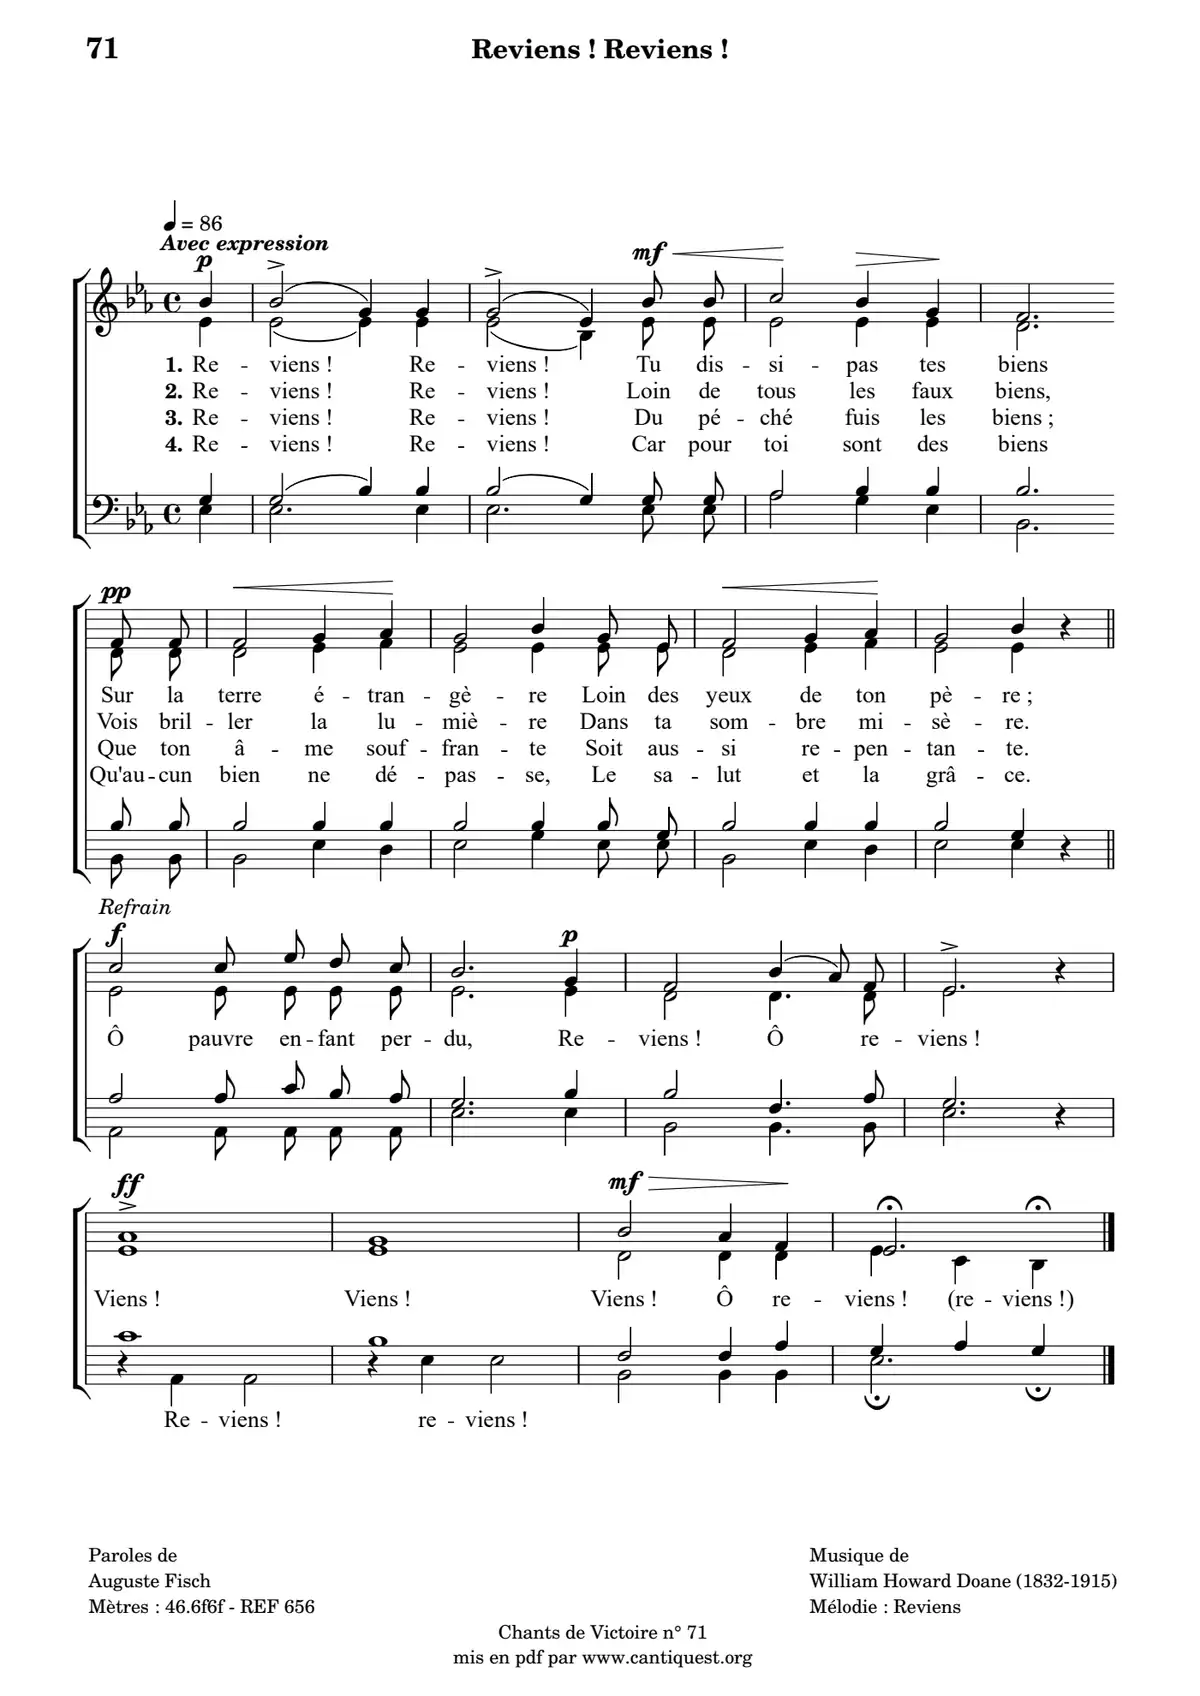 71 Reviens ! Reviens !
= 86
Avec expression
p mf
1. Re - viens ! Re - viens ! Tu dis - si - pas tes biens
2. Re - viens ! Re - viens ! Loin de tous les faux biens,
3. Re - viens ! Re - viens ! Du pé - ché fuis les biens ;
4. Re - viens ! Re - viens ! Car pour toi sont des biens
pp
Sur la terre é - tran - gè - re Loin des yeux de ton pè - re ;
Vois bril - ler la lu - miè - re Dans ta som - bre mi - sè - re.
Que ton â - me souf - fran - te Soit aus - si re - pen - tan - te.
Qu'au - cun bien ne dé - pas - se, Le sa - lut et la grâ - ce.
Refrain
f p
Ô pauvre en - fant per - du, Re - viens ! Ô re - viens !
ff mf
Viens ! Viens ! Viens ! Ô re - viens ! (re - viens !)
Re - viens ! re - viens !
Paroles de
Auguste Fisch
Mètres : 46.6f6f - REF 656
Musique de
William Howard Doane (1832-1915)
Mélodie : Reviens
Chants de Victoire n° 71
mis en pdf par www.cantiquest.org